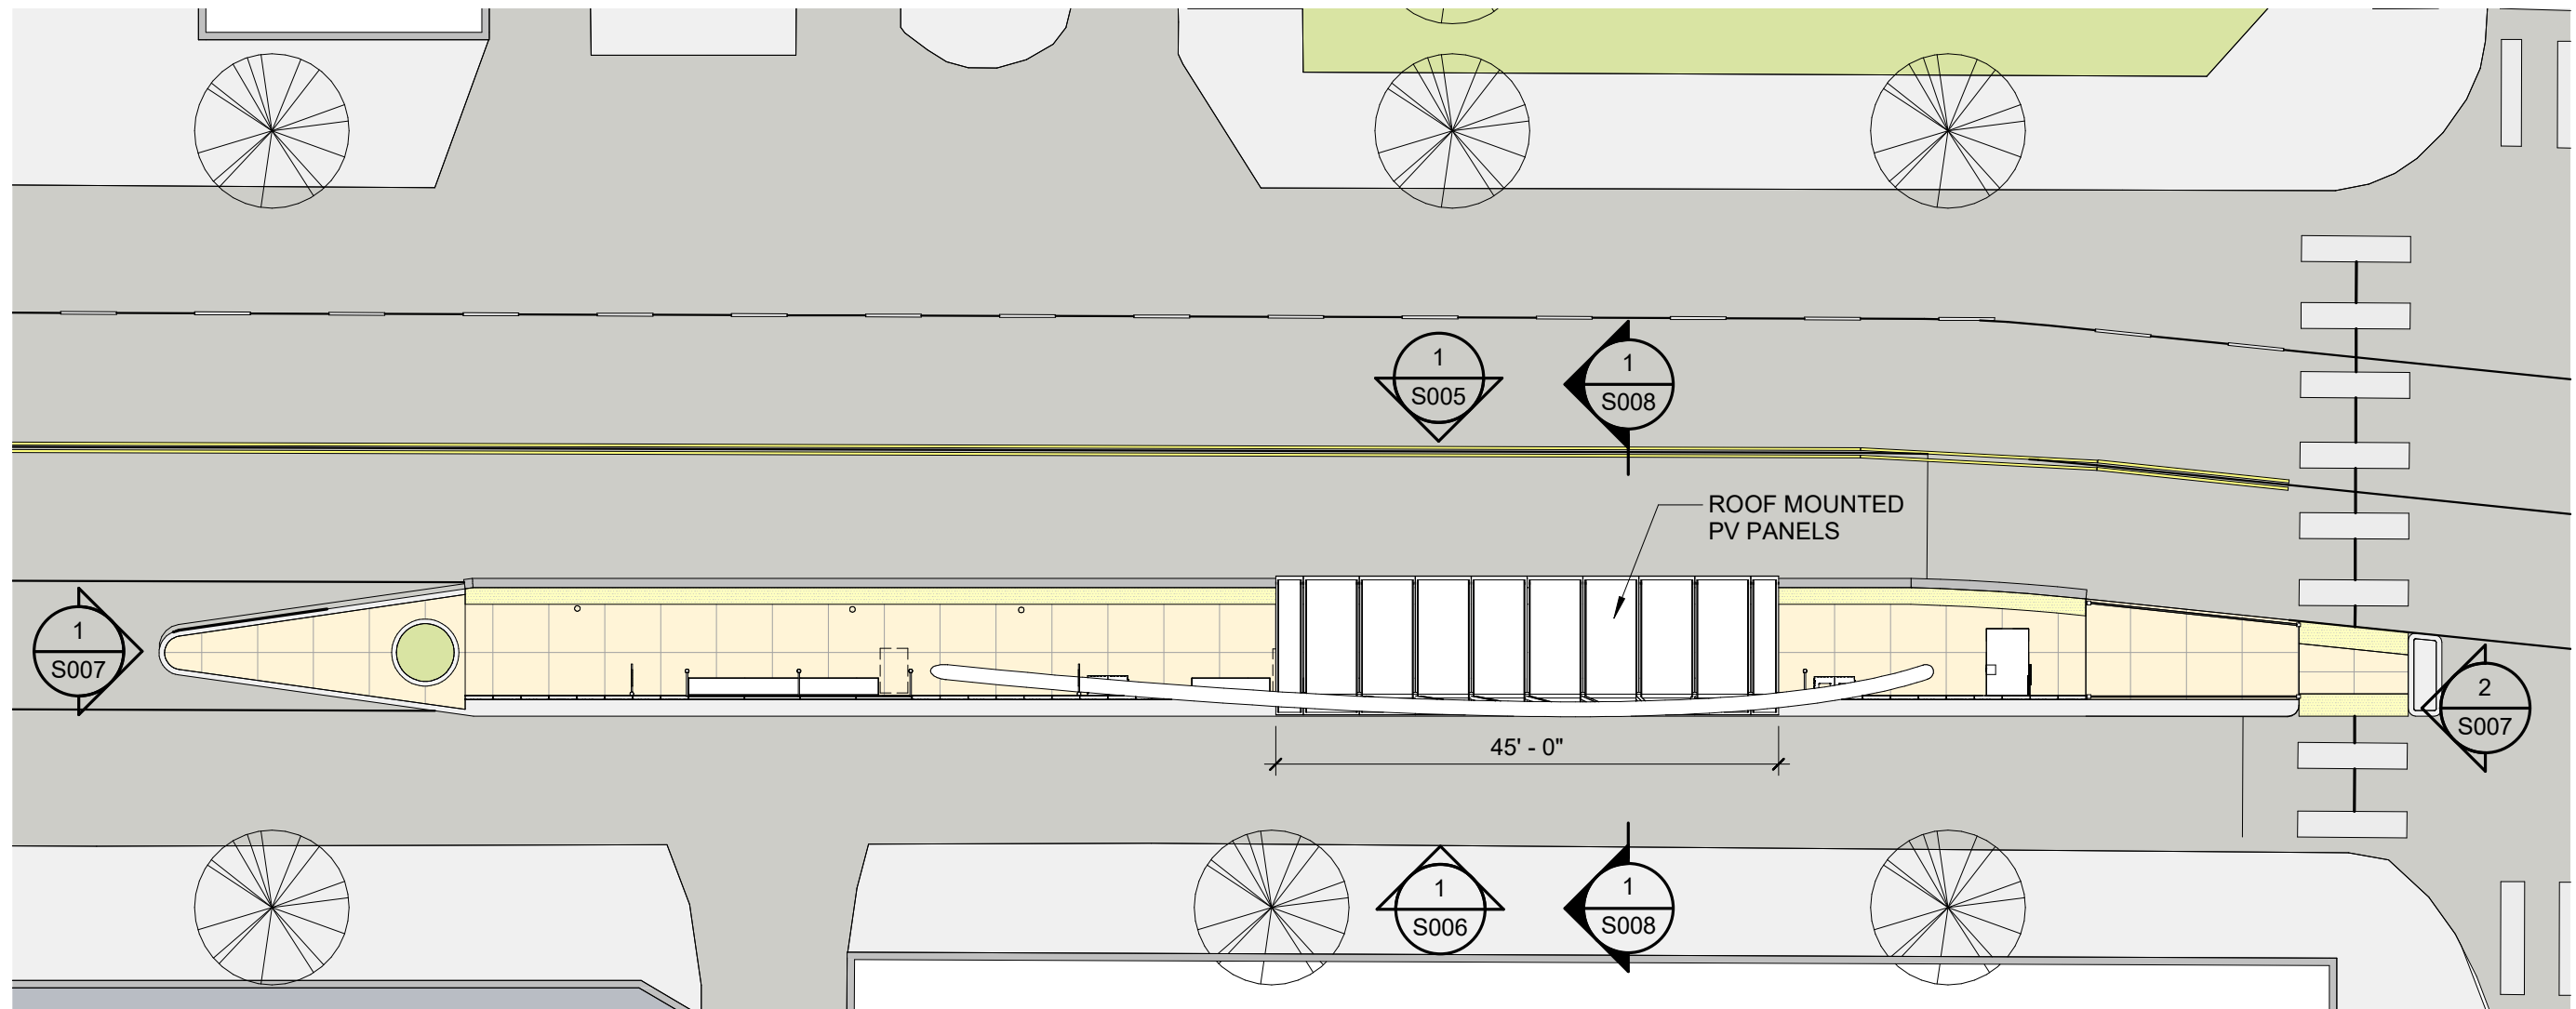 1
S005
1
S008
ROOF MOUNTED
PV PANELS
1
S007
2
S007
45' - 0"
1
S006
1
S008